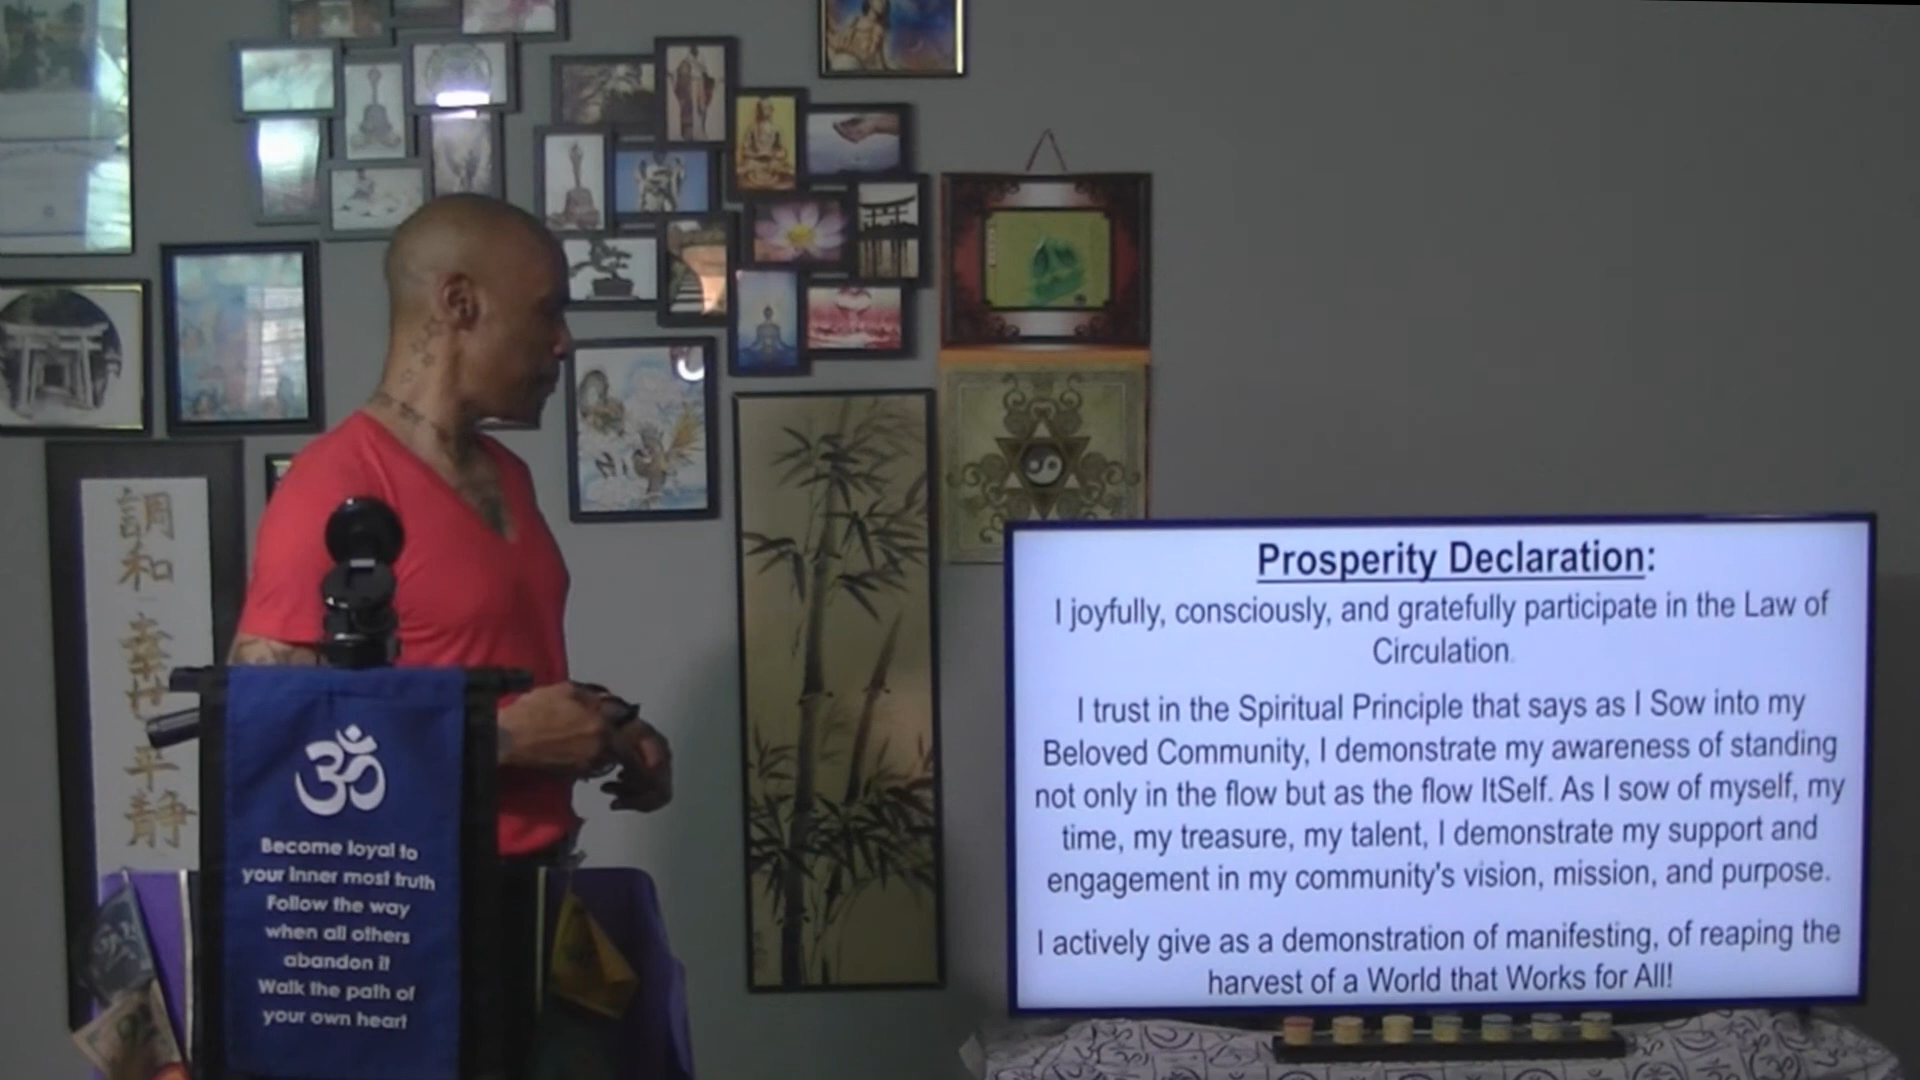 調
和
幸
せ
平
静
Become loyal to
your Inner most truth
Follow the way
when all others
abandon it
Walk the path of
your own heart
Prosperity Declaration:
I joyfully, consciously, and gratefully participate in the Law of
Circulation.
I trust in the Spiritual Principle that says as I Sow into my
Beloved Community, I demonstrate my awareness of standing
not only in the flow but as the flow ItSelf. As I sow of myself, my
time, my treasure, my talent, I demonstrate my support and
engagement in my community's vision, mission, and purpose.
I actively give as a demonstration of manifesting, of reaping the
harvest of a World that Works for All!